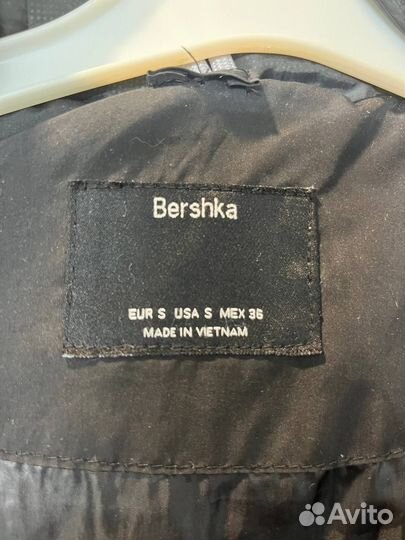 Bershka
EUR S USA S MEX 36
MADE IN VIETNAM
Avito